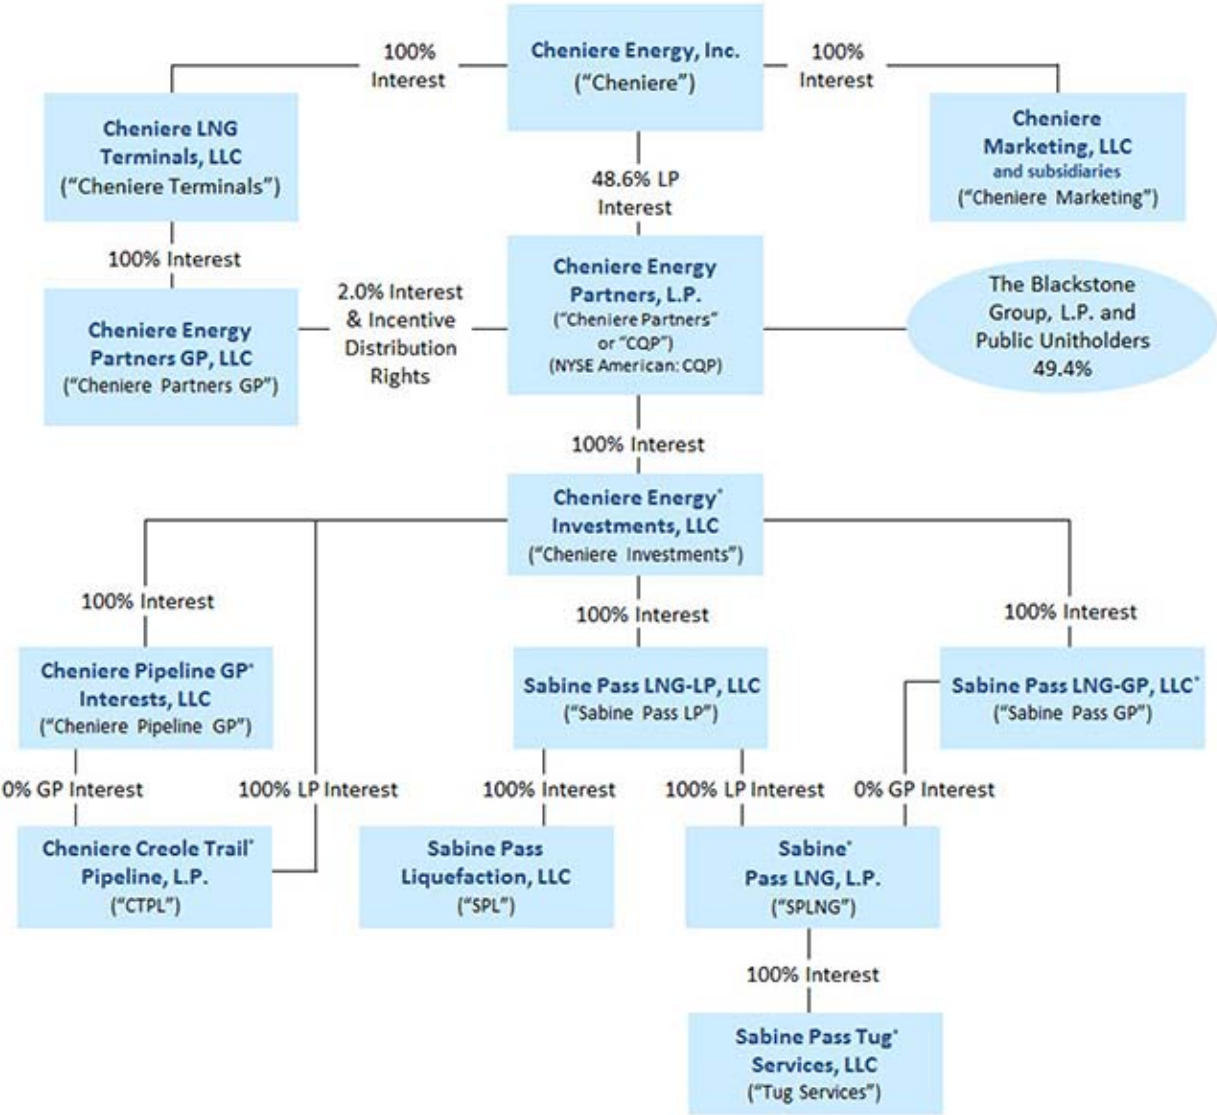 Cheniere Energy, Inc.
("Cheniere")
100%
Interest
100%
Interest
Cheniere LNG
Terminals, LLC
("Cheniere Terminals")
Cheniere
Marketing, LLC
and subsidiaries
("Cheniere Marketing")
48.6% LP
Interest
100% Interest
Cheniere Energy
Partners GP, LLC
("Cheniere Partners GP")
2.0% Interest
& Incentive
Distribution
Rights
Cheniere Energy
Partners, L.P.
("Cheniere Partners"
or "CQP")
(NYSE American: CQP)
The Blackstone
Group, L.P. and
Public Unitholders
49.4%
100% Interest
Cheniere Energy*
Investments, LLC
("Cheniere Investments")
100% Interest
100% Interest
100% Interest
Cheniere Pipeline GP*
Interests, LLC
("Cheniere Pipeline GP")
Sabine Pass LNG-LP, LLC
("Sabine Pass LP")
Sabine Pass LNG-GP, LLC*
("Sabine Pass GP")
0% GP Interest
100% LP Interest
100% Interest
100% LP Interest
0% GP Interest
Cheniere Creole Trail*
Pipeline, L.P.
("CTPL")
Sabine Pass
Liquefaction, LLC
("SPL")
Sabine*
Pass LNG, L.P.
("SPLNG")
100% Interest
Sabine Pass Tug*
Services, LLC
("Tug Services")